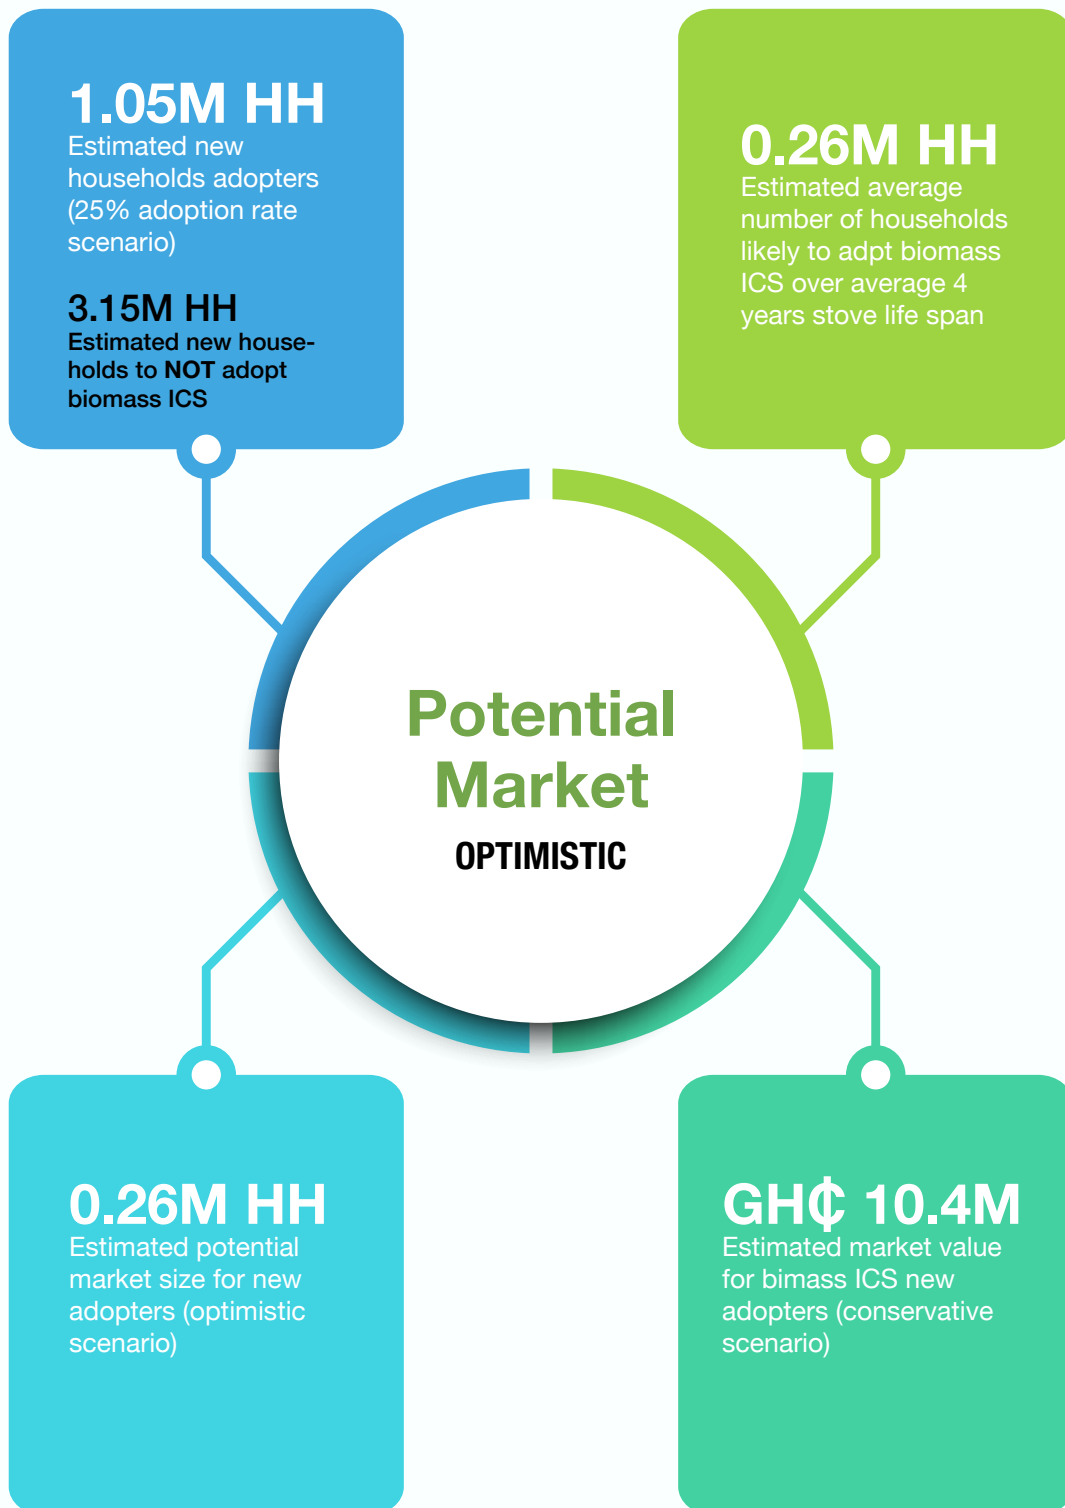 1.05M HH
Estimated new
households adopters
(25% adoption rate
scenario)
3.15M HH
Estimated new house-
holds to NOT adopt
biomass ICS
0.26M HH
Estimated average
number of households
likely to adpt biomass
ICS over average 4
years stove life span
Potential
Market
OPTIMISTIC
0.26M HH
Estimated potential
market size for new
adopters (optimistic
scenario)
GH₵ 10.4M
Estimated market value
for bimass ICS new
adopters (conservative
scenario)